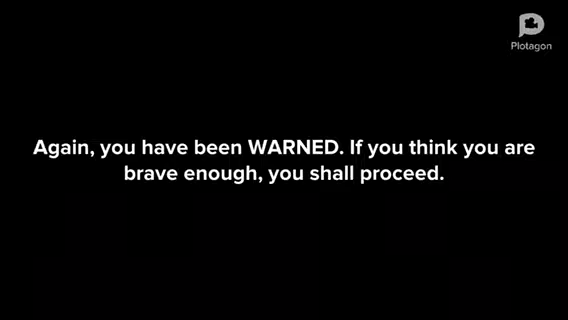 Plotagon
Again, you have been WARNED. If you think you are
brave enough, you shall proceed.